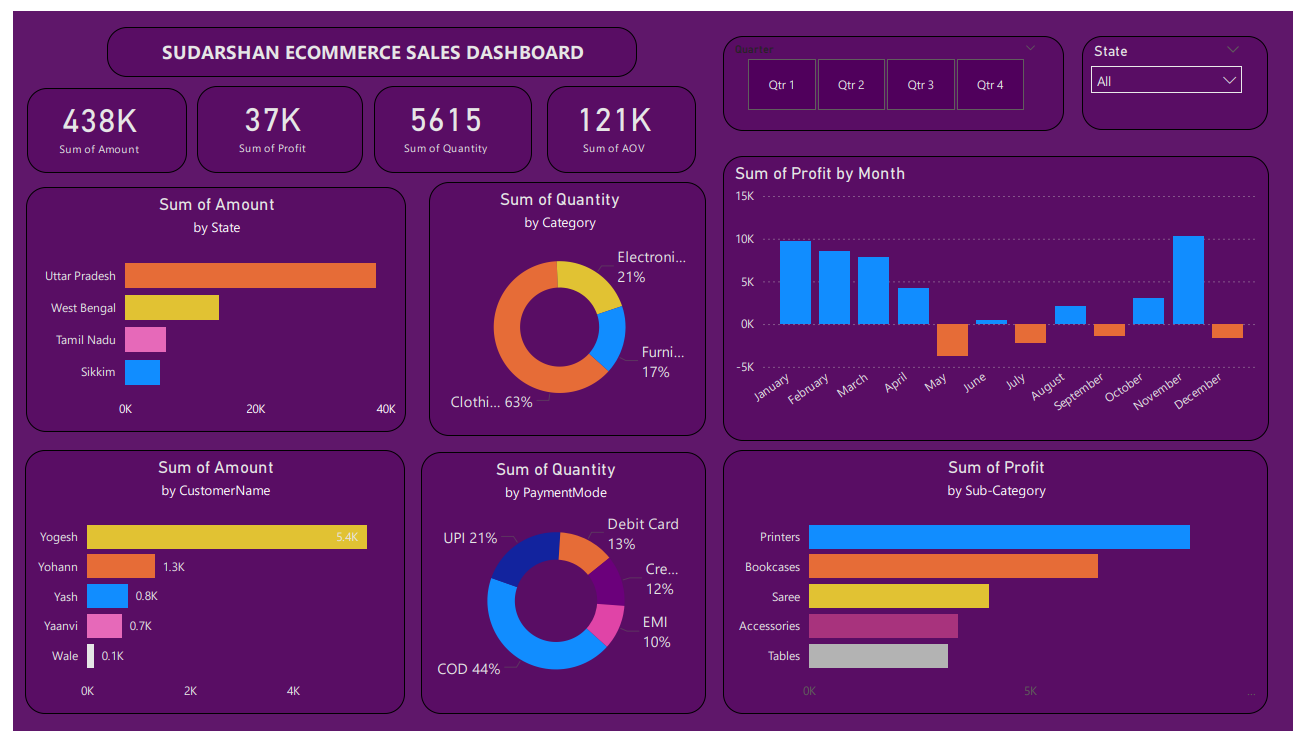 SUDARSHAN ECOMMERCE SALES DASHBOARD
Quarter
Qtr 1
Qtr 2
Qtr 3
Qtr 4
State
All
438K
Sum of Amount
37K
Sum of Profit
5615
Sum of Quantity
121K
Sum of AOV
Sum of Amount
by State
Uttar Pradesh
West Bengal
Tamil Nadu
Sikkim
0K
20K
40K
Sum of Quantity
by Category
Electroni...
21%
Furni...
17%
Clothi... 63%
Sum of Profit by Month
15K
10K
5K
0K
-5K
January
February
March
April
May
June
July
August
September
October
November
December
Sum of Amount
by CustomerName
Yogesh
5.4K
Yohann
1.3K
Yash
0.8K
Yaanvi
0.7K
Wale
0.1K
0K
2K
4K
Sum of Quantity
by PaymentMode
UPI 21%
Debit Card
13%
Cre...
12%
EMI
10%
COD 44%
Sum of Profit
by Sub-Category
Printers
Bookcases
Saree
Accessories
Tables
0K
5K
...